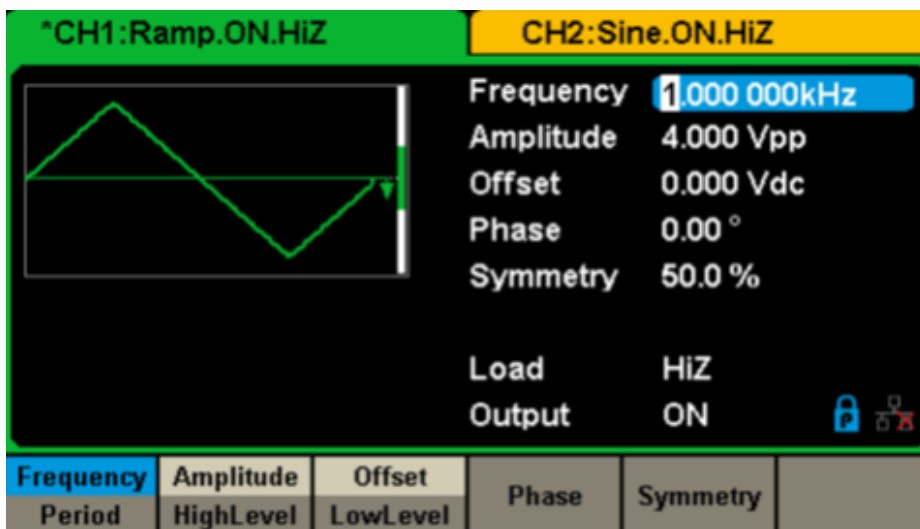 *CH1:Ramp.ON.HiZ
CH2:Sine.ON.HiZ
Frequency 1.000 000kHz
Amplitude 4.000 Vpp
Offset 0.000 Vdc
Phase 0.00 °
Symmetry 50.0 %
Load HiZ
Output ON
P
Frequency Amplitude Offset Phase Symmetry
Period HighLevel LowLevel